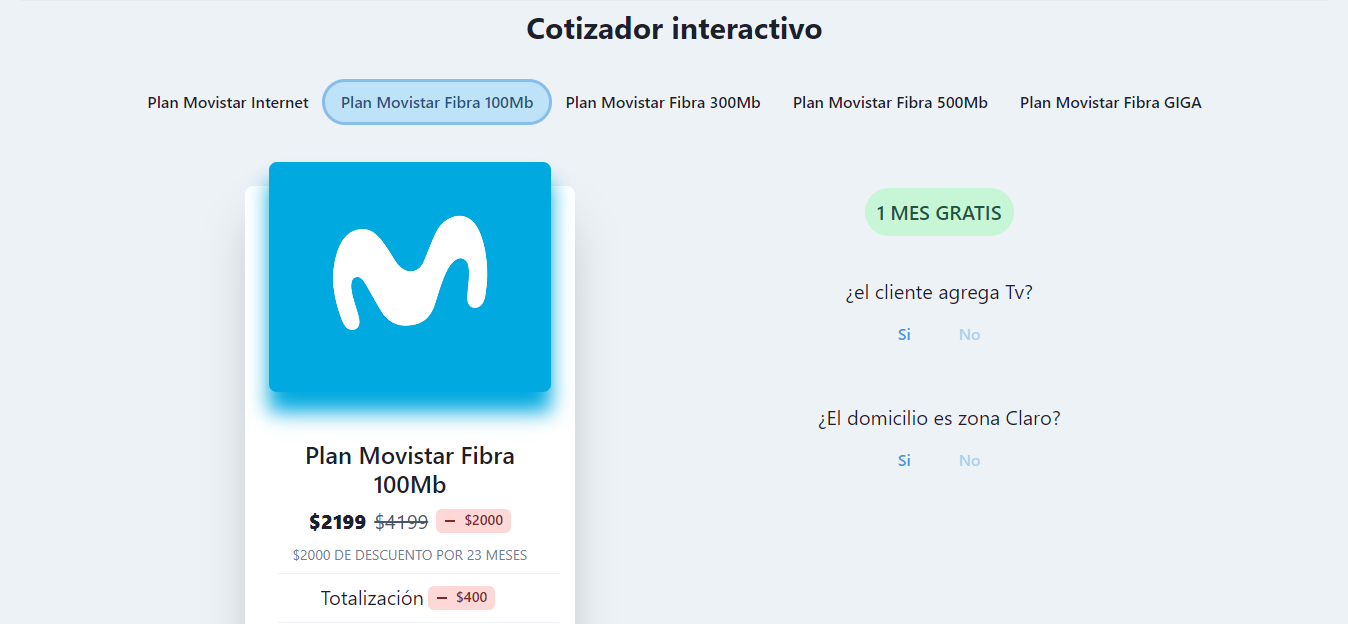 Cotizador interactivo
Plan Movistar Internet Plan Movistar Fibra 100Mb Plan Movistar Fibra 300Mb Plan Movistar Fibra 500Mb Plan Movistar Fibra GIGA
Plan Movistar Fibra
100Mb
$2199 $4199 − $2000
$2000 DE DESCUENTO POR 23 MESES
Totalización − $400
1 MES GRATIS
¿el cliente agrega Tv?
Si No
¿El domicilio es zona Claro?
Si No